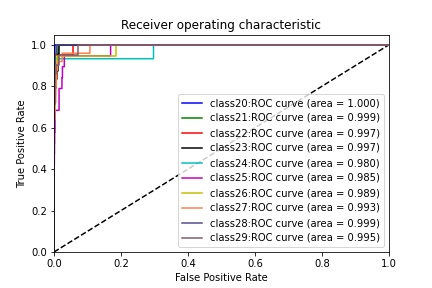 Receiver operating characteristic
True Positive Rate
1.0
0.8
0.6
0.4
0.2
0.0
class20:ROC curve (area = 1.000)
class21:ROC curve (area = 0.999)
class22:ROC curve (area = 0.997)
class23:ROC curve (area = 0.997)
class24:ROC curve (area = 0.980)
class25:ROC curve (area = 0.985)
class26:ROC curve (area = 0.989)
class27:ROC curve (area = 0.993)
class28:ROC curve (area = 0.999)
class29:ROC curve (area = 0.995)
0.0 0.2 0.4 0.6 0.8 1.0
False Positive Rate